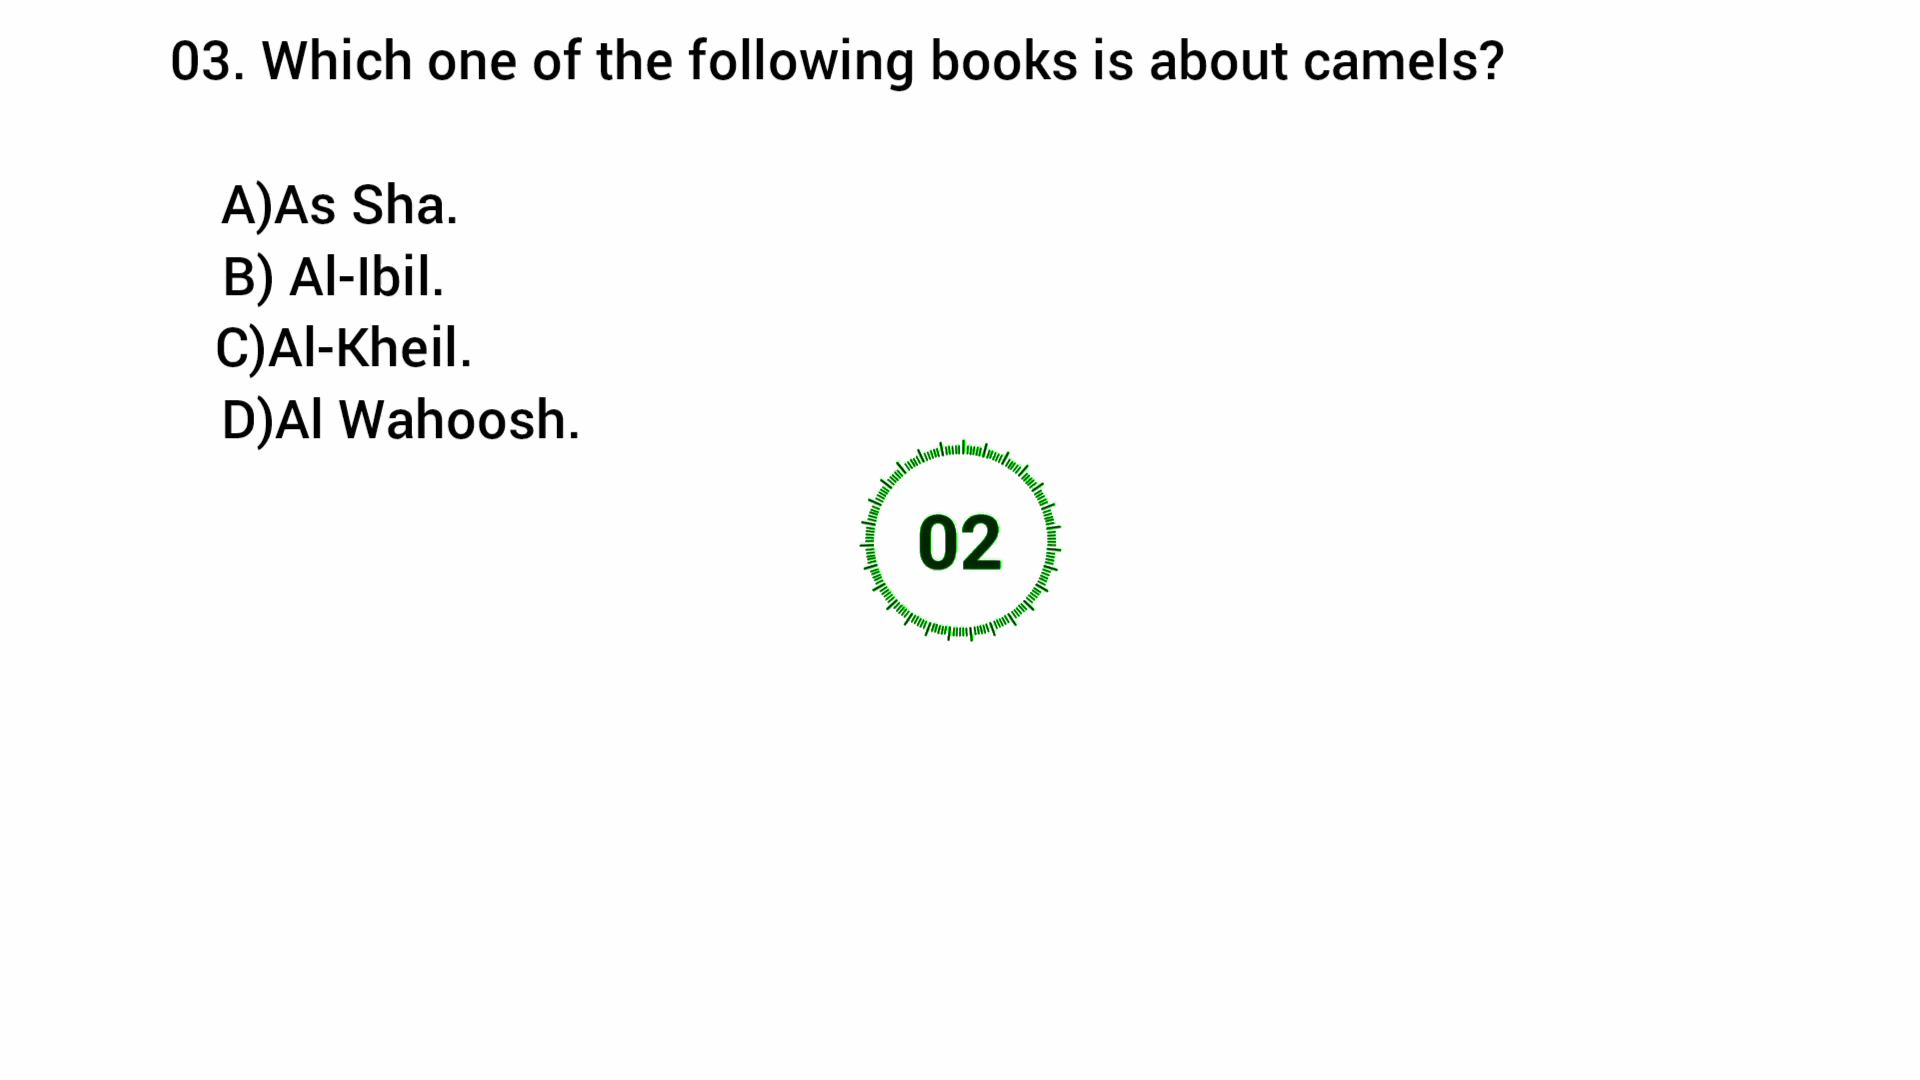 03. Which one of the following books is about camels?
A)As Sha.
B) Al-Ibil.
C)Al-Kheil.
D)Al Wahoosh.
02